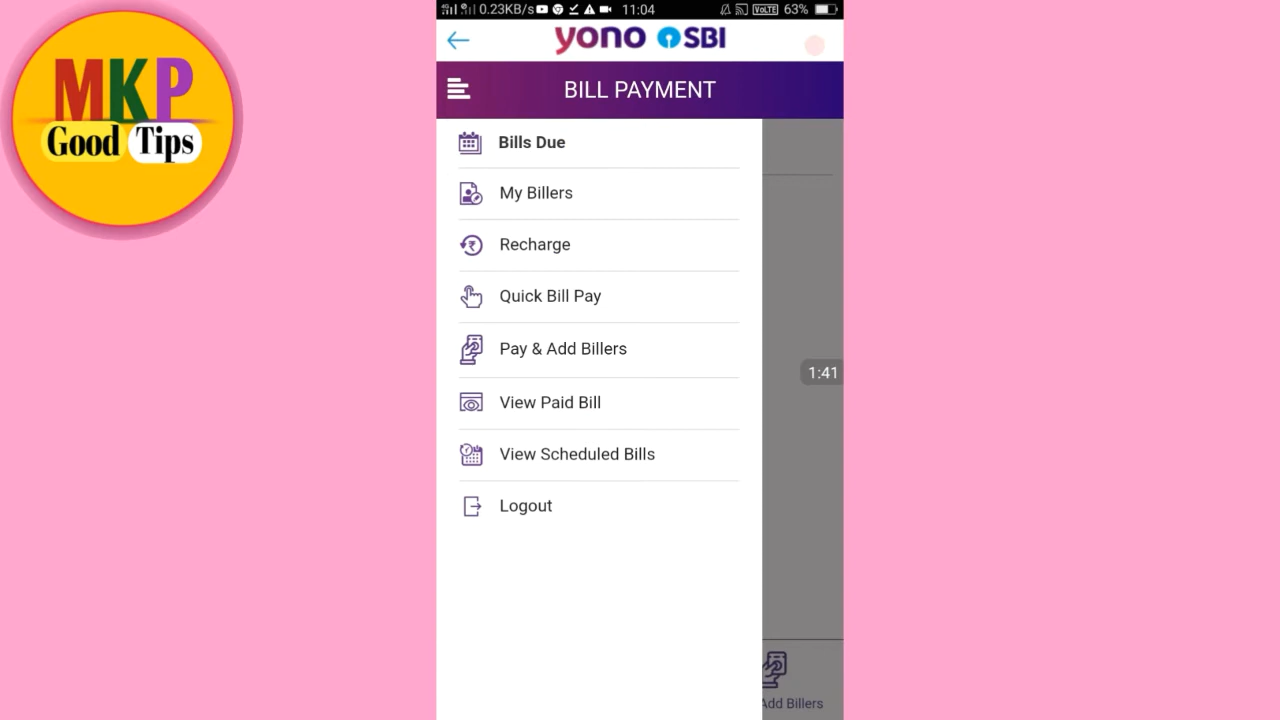 MKP
Good Tips
0.23KB/s 11:04 VoLTE 63%
yono SBI
BILL PAYMENT
Bills Due
My Billers
Recharge
Quick Bill Pay
Pay & Add Billers
View Paid Bill
View Scheduled Bills
Logout
1:41
Add Billers